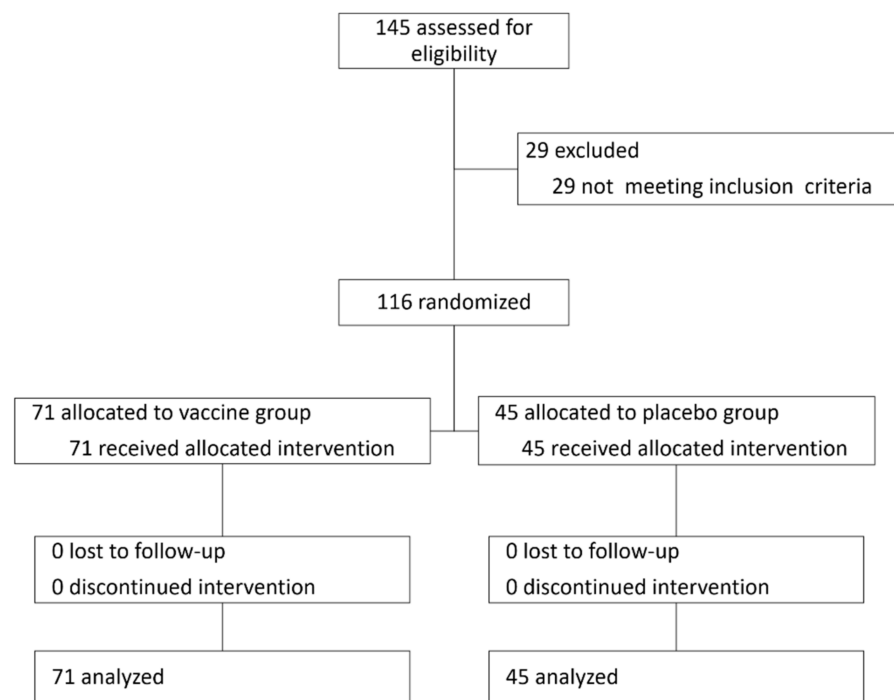 145 assessed for
eligibility
29 excluded
29 not meeting inclusion criteria
116 randomized
71 allocated to vaccine group
71 received allocated intervention
45 allocated to placebo group
45 received allocated intervention
0 lost to follow-up
0 discontinued intervention
0 lost to follow-up
0 discontinued intervention
71 analyzed
45 analyzed